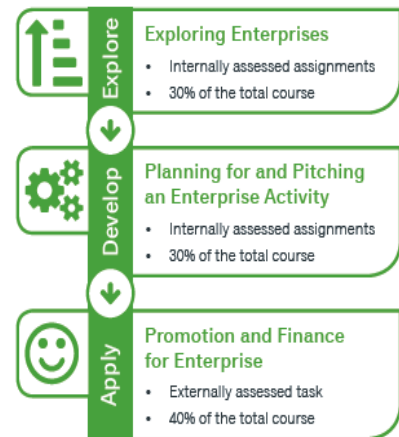 Explore
Exploring Enterprises
• Internally assessed assignments
• 30% of the total course
Develop
Planning for and Pitching
an Enterprise Activity
• Internally assessed assignments
• 30% of the total course
Apply
Promotion and Finance
for Enterprise
• Externally assessed task
• 40% of the total course